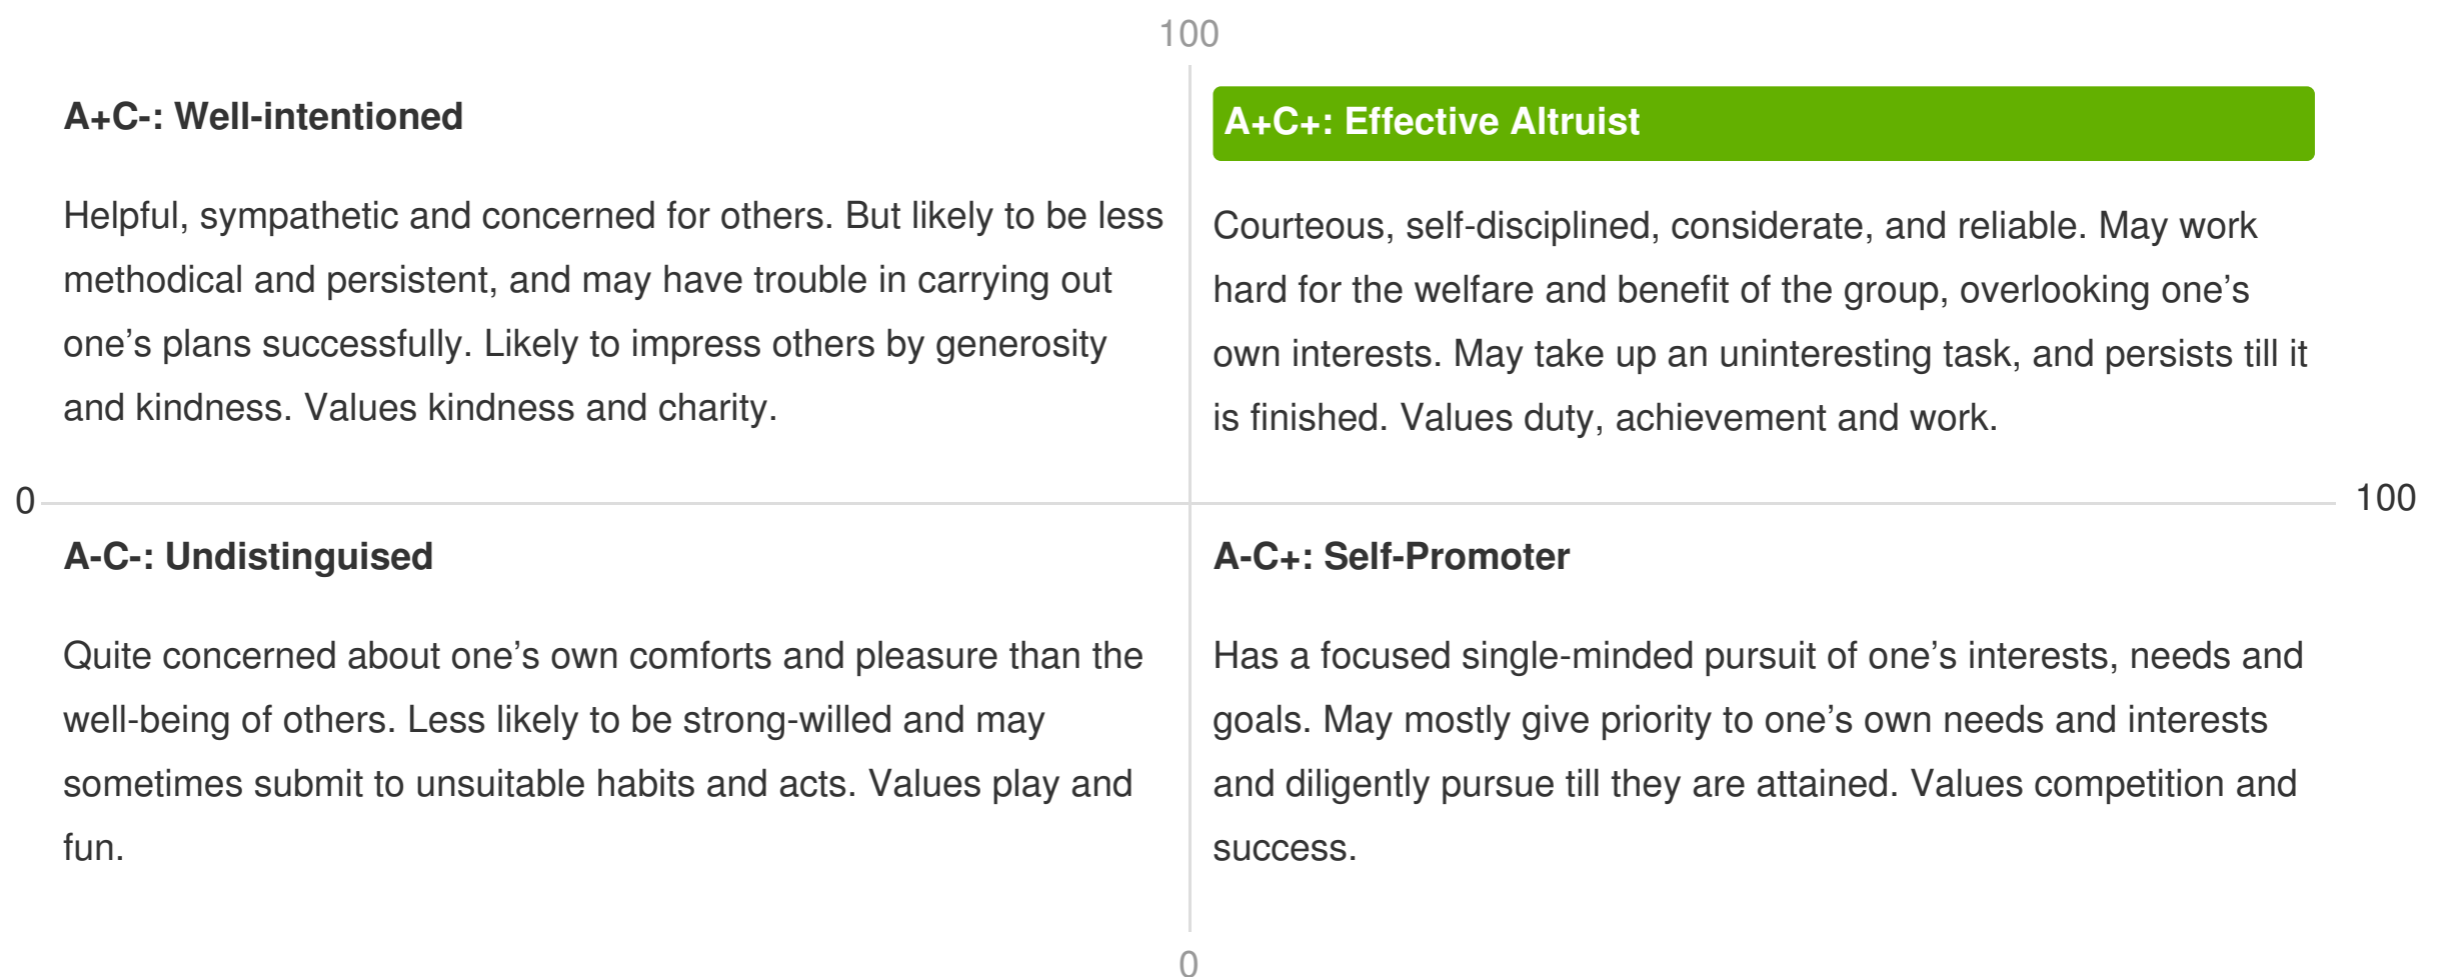 100
A+C-: Well-intentioned
Helpful, sympathetic and concerned for others. But likely to be less
methodical and persistent, and may have trouble in carrying out
one’s plans successfully. Likely to impress others by generosity
and kindness. Values kindness and charity.
A+C+: Effective Altruist
Courteous, self-disciplined, considerate, and reliable. May work
hard for the welfare and benefit of the group, overlooking one’s
own interests. May take up an uninteresting task, and persists till it
is finished. Values duty, achievement and work.
0
100
A-C-: Undistinguised
Quite concerned about one’s own comforts and pleasure than the
well-being of others. Less likely to be strong-willed and may
sometimes submit to unsuitable habits and acts. Values play and
fun.
A-C+: Self-Promoter
Has a focused single-minded pursuit of one’s interests, needs and
goals. May mostly give priority to one’s own needs and interests
and diligently pursue till they are attained. Values competition and
success.
0